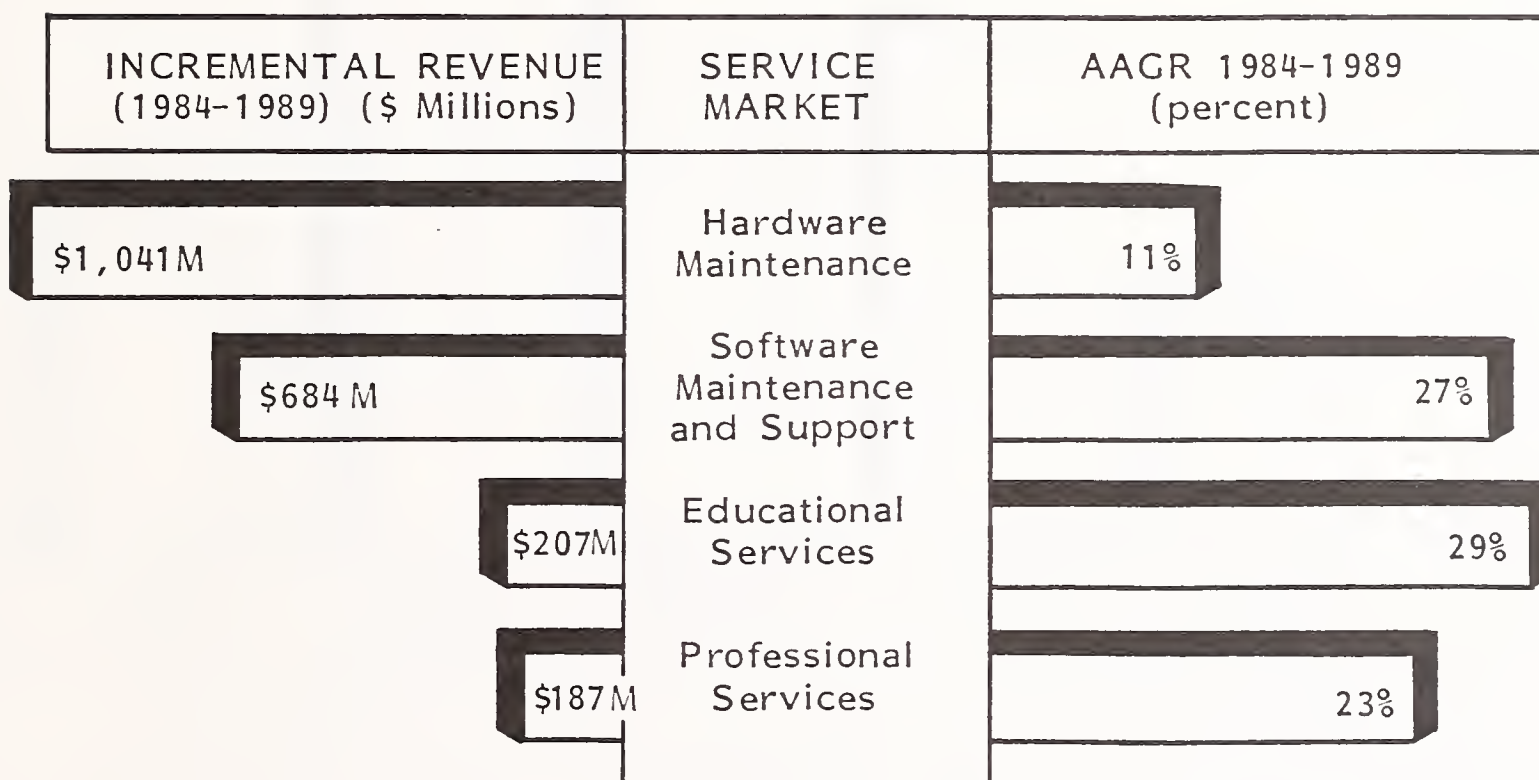 INCREMENTAL REVENUE
(1984-1989) ($ Millions)
SERVICE
MARKET
AAGR 1984-1989
(percent)
$1,041M
Hardware
Maintenance
11%
$684 M
Software
Maintenance
and Support
27%
$207M
Educational
Services
29%
$187M
Professional
Services
23%